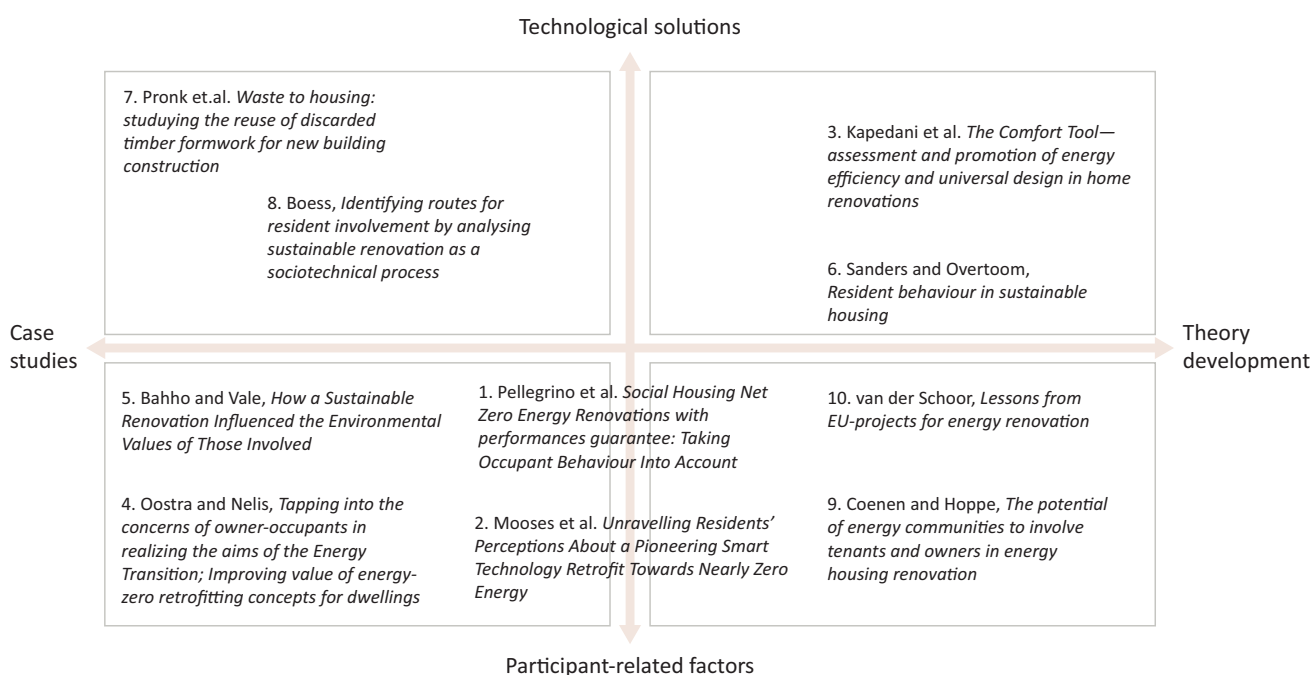 Technological solutions
7. Pronk et.al. Waste to housing:
studuying the reuse of discarded
timber formwork for new building
construction
8. Boess, Identifying routes for
resident involvement by analysing
sustainable renovation as a
sociotechnical process
3. Kapedani et al. The Comfort Tool—
assessment and promotion of energy
efficiency and universal design in home
renovations
6. Sanders and Overtoom,
Resident behaviour in sustainable
housing
Case
studies
Theory
development
5. Bahho and Vale, How a Sustainable
Renovation Influenced the Environmental
Values of Those Involved
4. Oostra and Nelis, Tapping into the
concerns of owner-occupants in
realizing the aims of the Energy
Transition; Improving value of energy-
zero retrofitting concepts for dwellings
1. Pellegrino et al. Social Housing Net
Zero Energy Renovations with
performances guarantee: Taking
Occupant Behaviour Into Account
2. Mooses et al. Unravelling Residents’
Perceptions About a Pioneering Smart
Technology Retrofit Towards Nearly Zero
Energy
10. van der Schoor, Lessons from
EU-projects for energy renovation
9. Coenen and Hoppe, The potential
of energy communities to involve
tenants and owners in energy
housing renovation
Participant-related factors